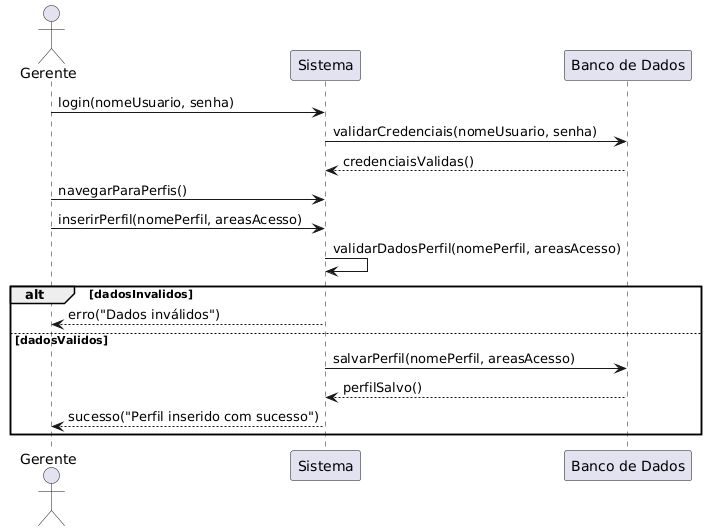 Gerente
Sistema
Banco de Dados
login(nomeUsuario, senha)
validarCredenciais(nomeUsuario, senha)
credenciaisValidas()
navegarParaPerfis()
inserirPerfil(nomePerfil, areasAcesso)
validarDadosPerfil(nomePerfil, areasAcesso)
alt [dadosInvalidos]
erro("Dados inválidos")
[dadosValidos]
salvarPerfil(nomePerfil, areasAcesso)
perfilSalvo()
sucesso("Perfil inserido com sucesso")
Gerente
Sistema
Banco de Dados